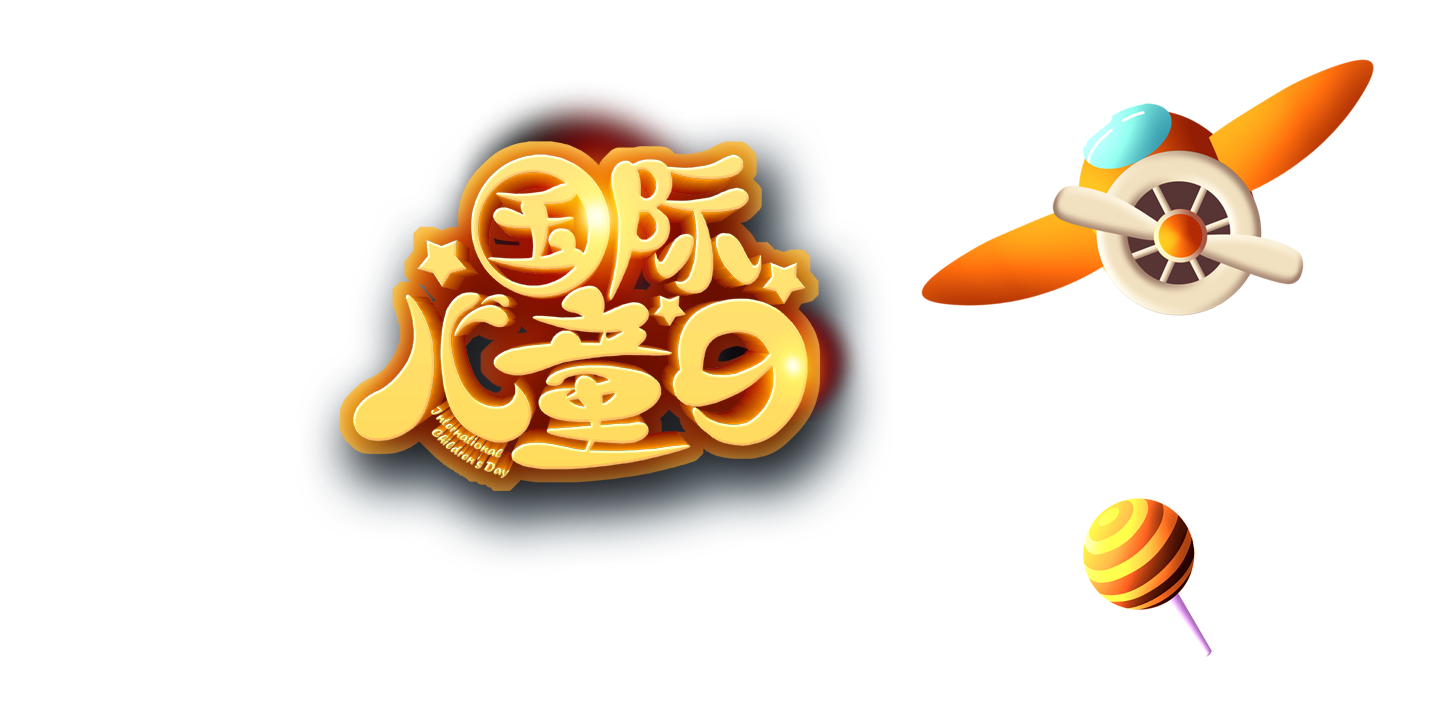 国际
儿童日
International
Children's Day